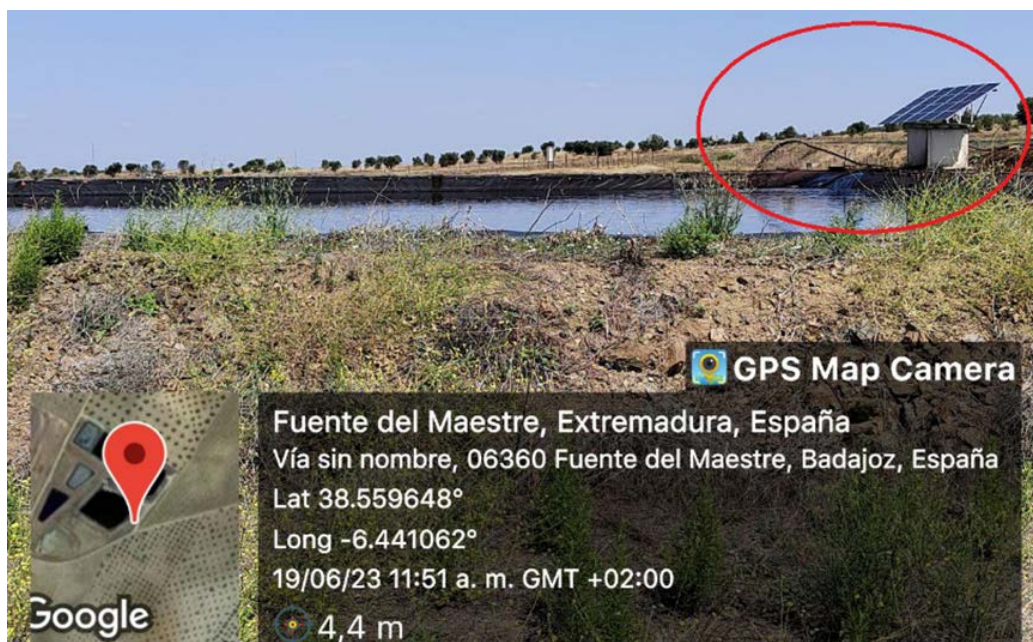 GPS Map Camera
Fuente del Maestre, Extremadura, España
Vía sin nombre, 06360 Fuente del Maestre, Badajoz, España
Lat 38.559648°
Long -6.441062°
19/06/23 11:51 a. m. GMT +02:00
Google
4,4 m